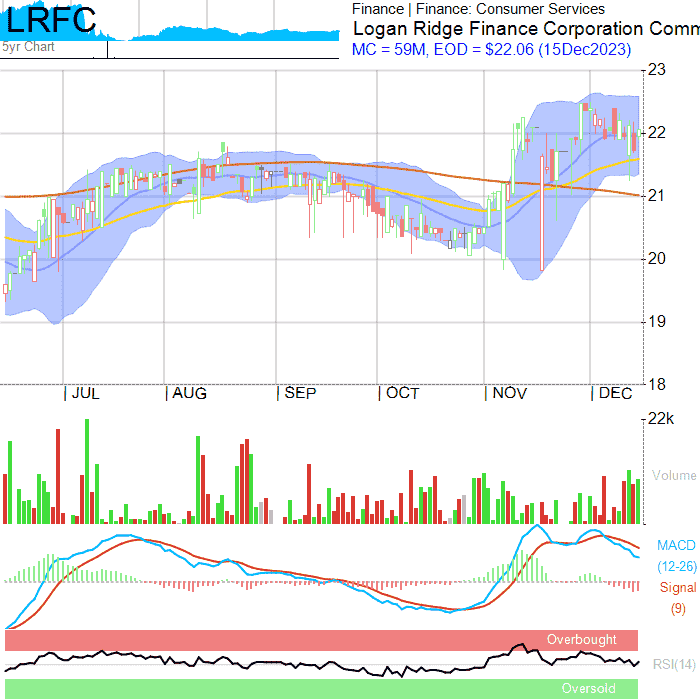 LRFC
5yr Chart
Finance | Finance: Consumer Services
Logan Ridge Finance Corporation Comm
MC = 59M, EOD = $22.06 (15Dec2023)
23
22
21
20
19
18
JUL AUG SEP OCT NOV DEC
22k
Volume
MACD
(12-26)
Signal
(9)
Overbought
RSI(14)
Oversold